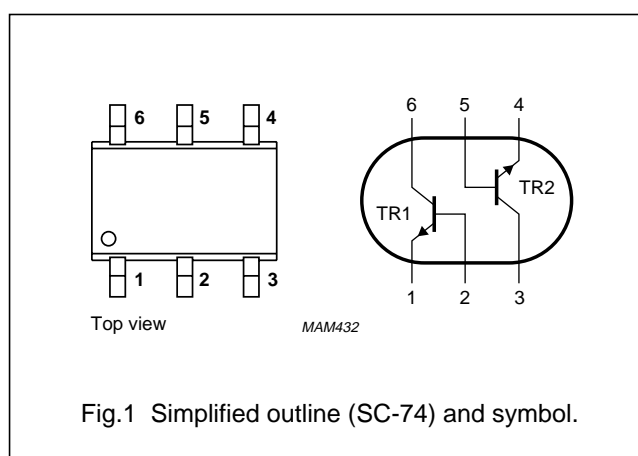 6 5 4
1 2 3
Top view
6 5 4
TR1 TR2
1 2 3
MAM432
Fig.1 Simplified outline (SC-74) and symbol.